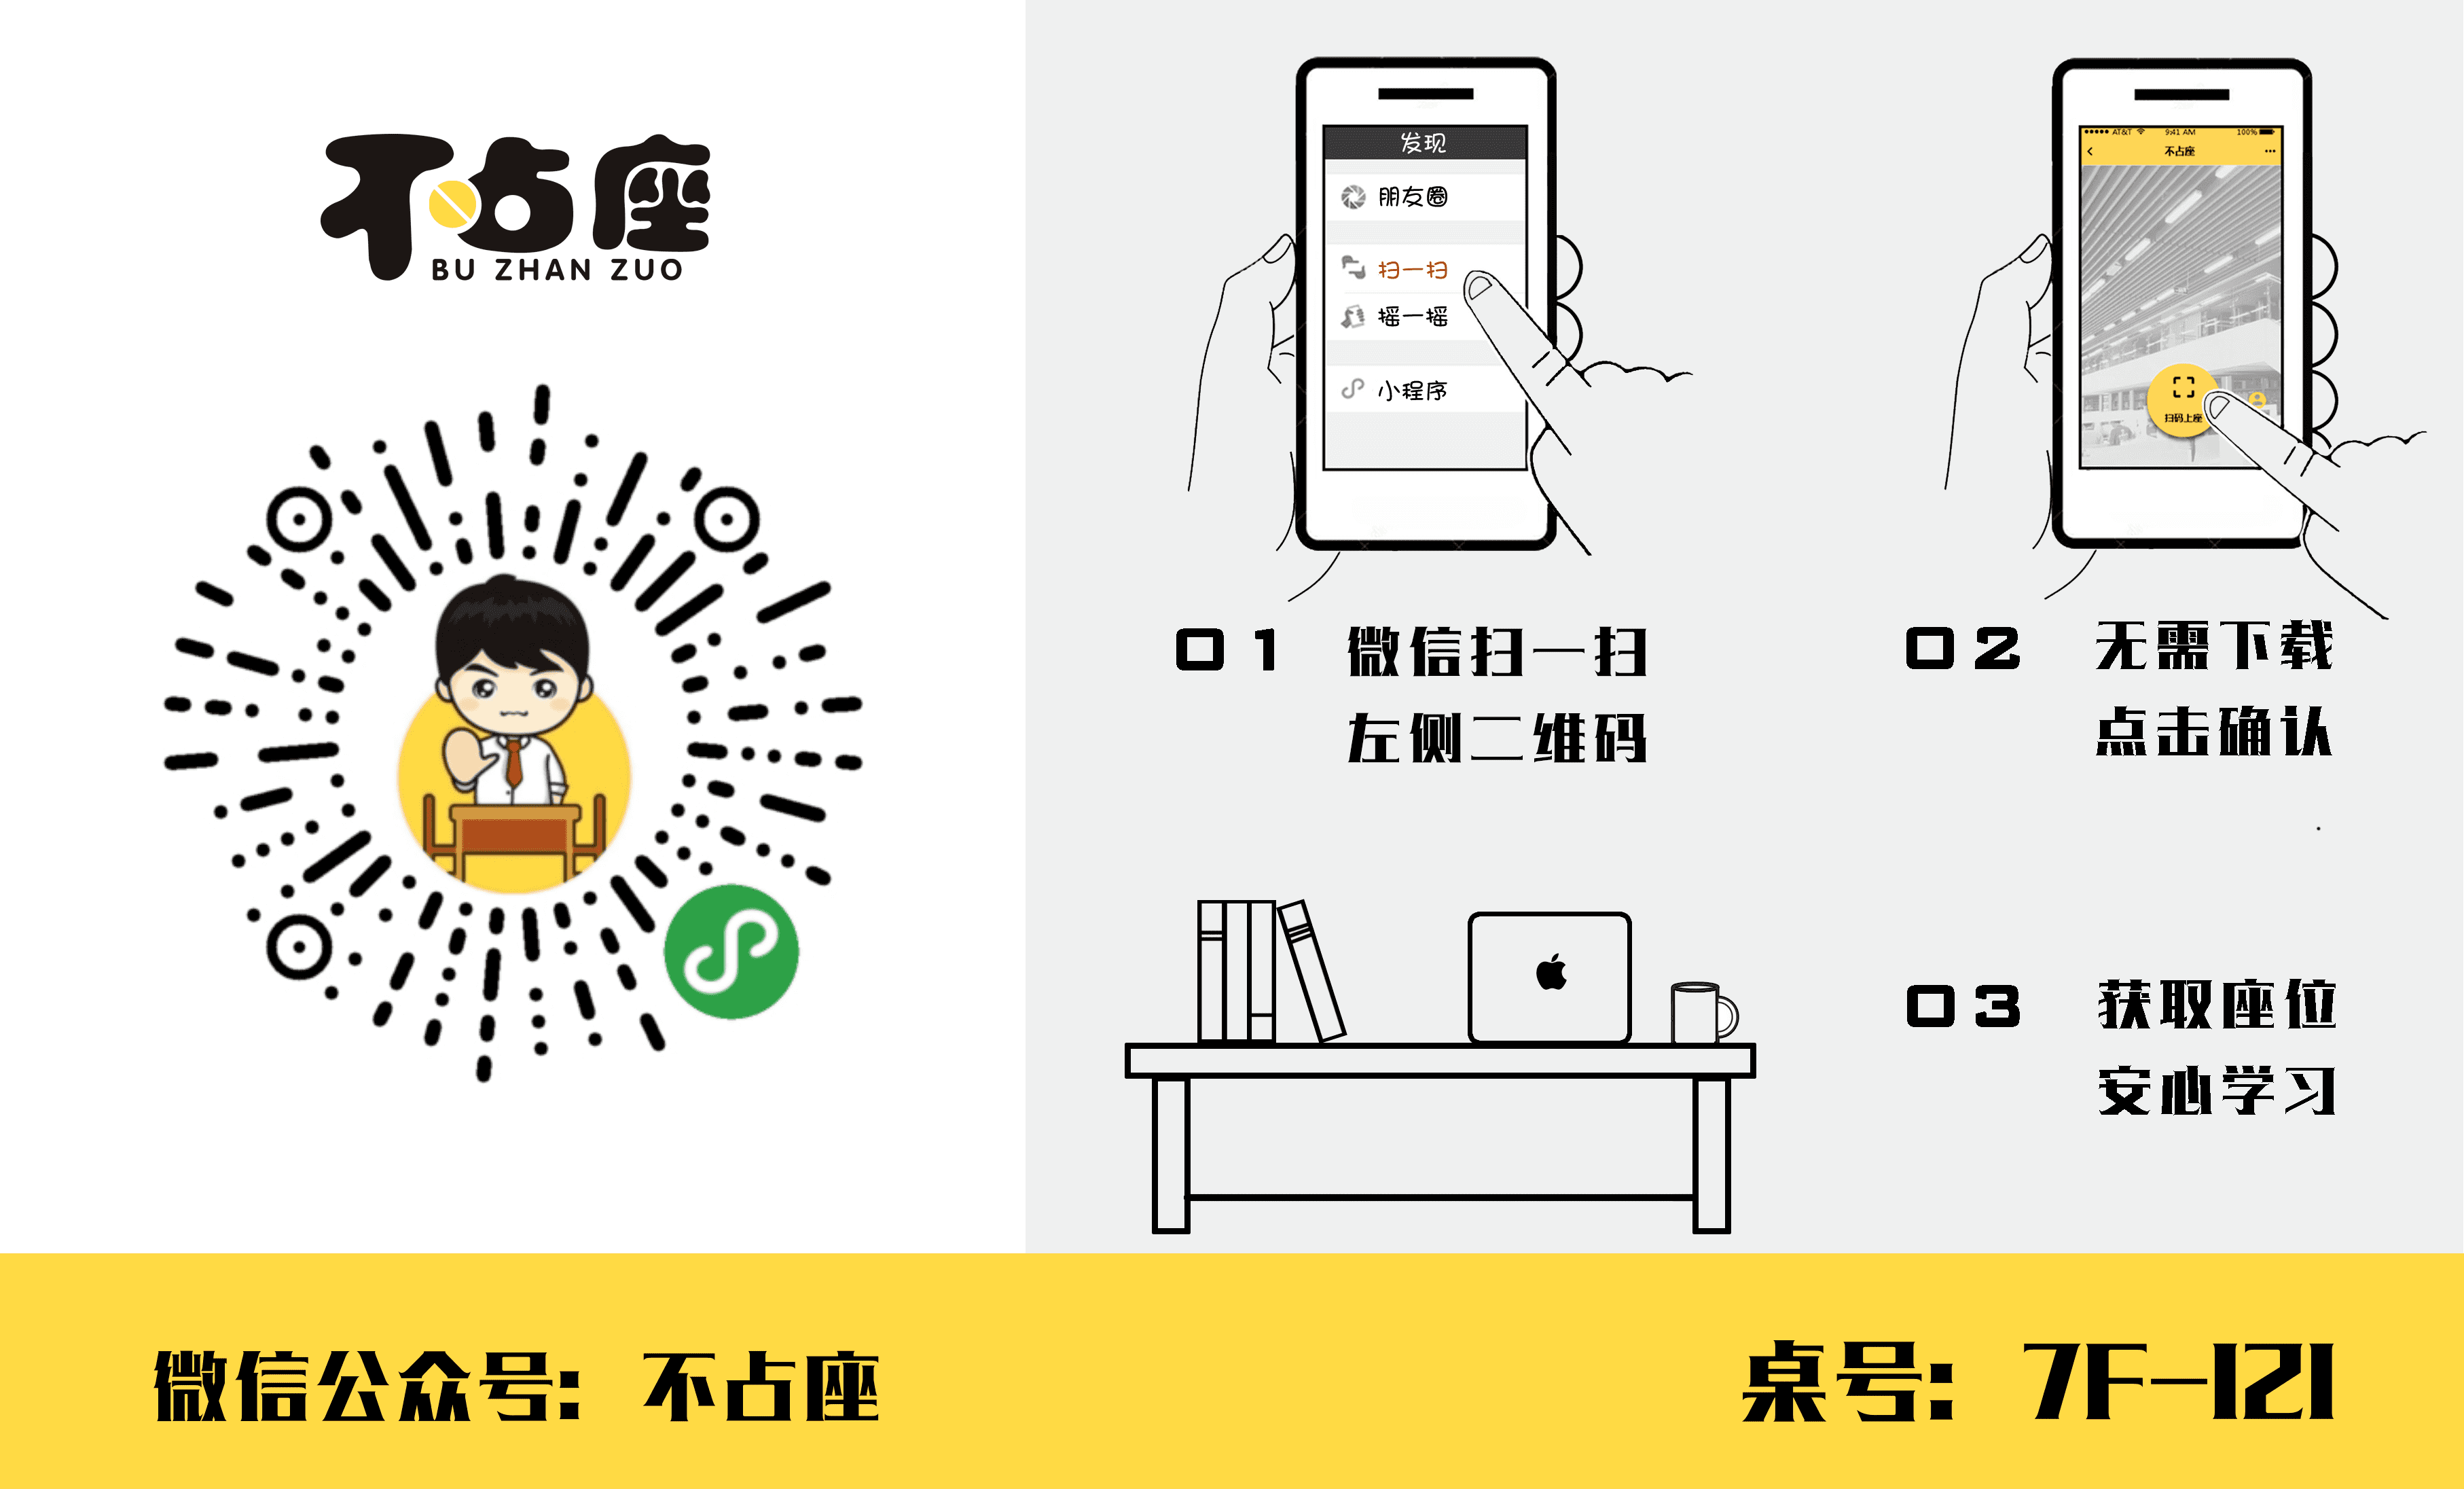 不占座
BU ZHAN ZUO
发现
朋友圈
扫一扫
摇一摇
小程序
AT&T 9:41 AM 100%
不占座
扫码上座
01 微信扫一扫
左侧二维码
02 无需下载
点击确认
03 获取座位
安心学习
微信公众号：不占座
桌号：7F-121